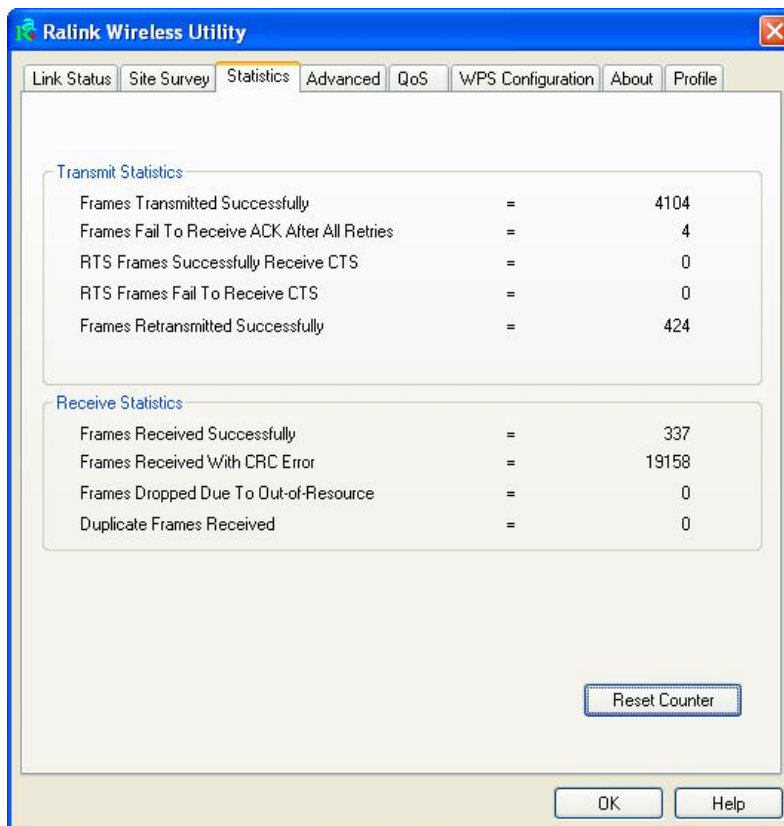 Ralink Wireless Utility
Link Status Site Survey Statistics Advanced QoS WPS Configuration About Profile
Transmit Statistics
Frames Transmitted Successfully = 4104
Frames Fail To Receive ACK After All Retries = 4
RTS Frames Successfully Receive CTS = 0
RTS Frames Fail To Receive CTS = 0
Frames Retransmitted Successfully = 424
Receive Statistics
Frames Received Successfully = 337
Frames Received With CRC Error = 19158
Frames Dropped Due To Out-of-Resource = 0
Duplicate Frames Received = 0
Reset Counter
OK Help